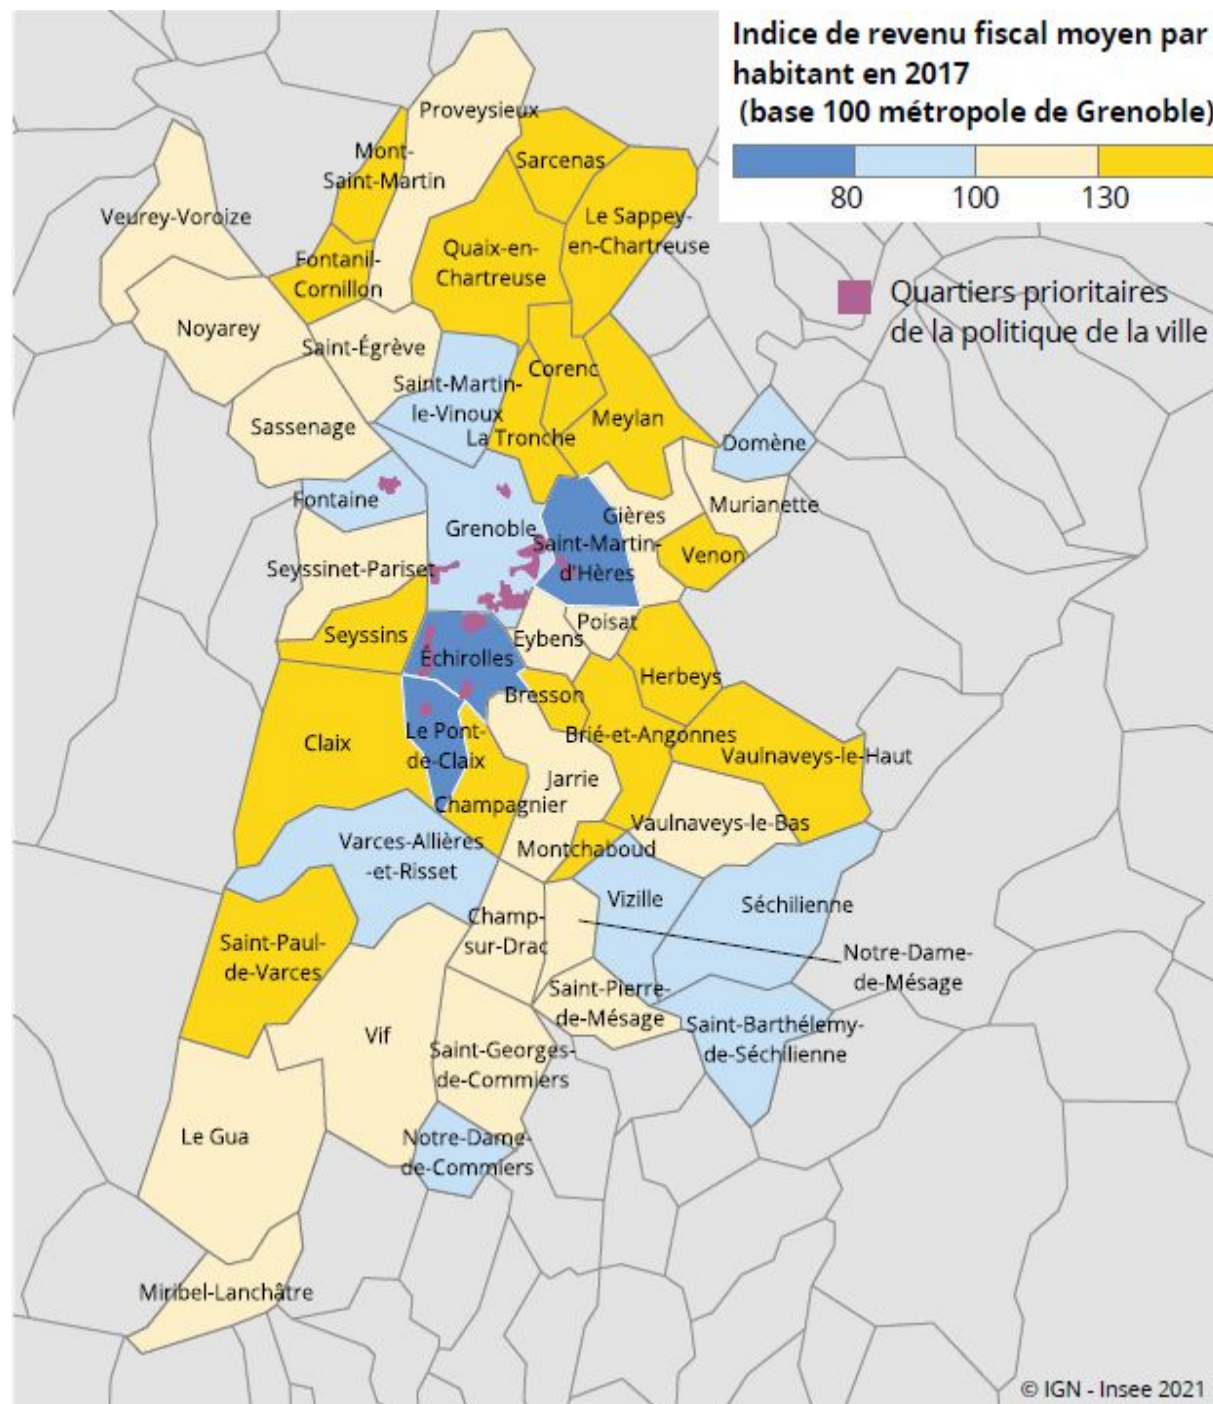 Indice de revenu fiscal moyen par
habitant en 2017
(base 100 métropole de Grenoble)
80
100
130
Quartiers prioritaires
de la politique de la ville
Proveysieux
Mont-
Saint-Martin
Sarcenas
Veurey-Voroize
Le Sappey-
en-Chartreuse
Quaix-en-
Chartreuse
Fontanil-
Cornillon
Noyarey
Saint-Égrève
Saint-Martin-
le-Vinoux
Corenc
Meylan
Sassenage
La Tronche
Domène
Fontaine
Murianette
Gières
Grenoble
Saint-Martin-
d'Hères
Venon
Seyssinet-Pariset
Poisat
Seyssins
Eybens
Échirolles
Herbeys
Bresson
Le Pont-
de-Claix
Brié-et-Angonnes
Claix
Vaulnaveys-le-Haut
Jarrie
Champagnier
Vaulnaveys-le-Bas
Varces-Allières
-et-Risset
Montchaboud
Vizille
Séchilienne
Champ-
sur-Drac
Saint-Paul-
de-Varces
Notre-Dame-
de-Mésage
Saint-Pierre-
de-Mésage
Vif
Saint-Barthélemy-
de-Séchilienne
Saint-Georges-
de-Commiers
Le Gua
Notre-Dame-
de-Commiers
Miribel-Lanchâtre
© IGN - Insee 2021